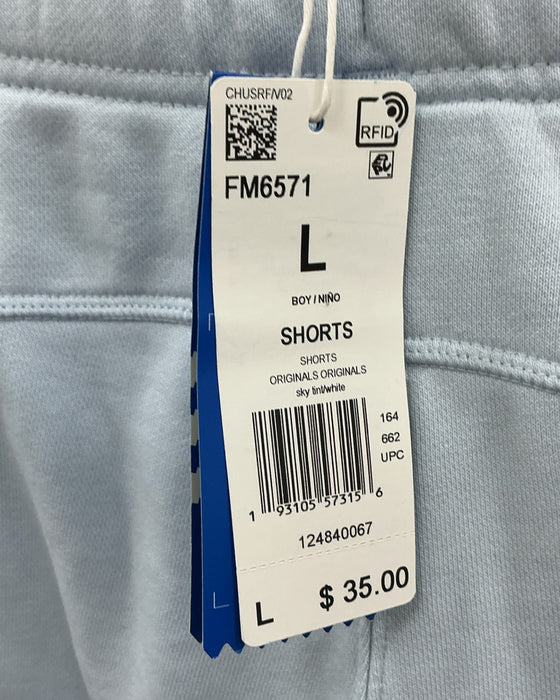 CHUSRF/V02
RFID
FM6571
L
BOY / NIÑO
SHORTS
SHORTS
ORIGINALS ORIGINALS
sky tint/white
164
662
UPC
1 93105 57315 6
124840067
L $ 35.00